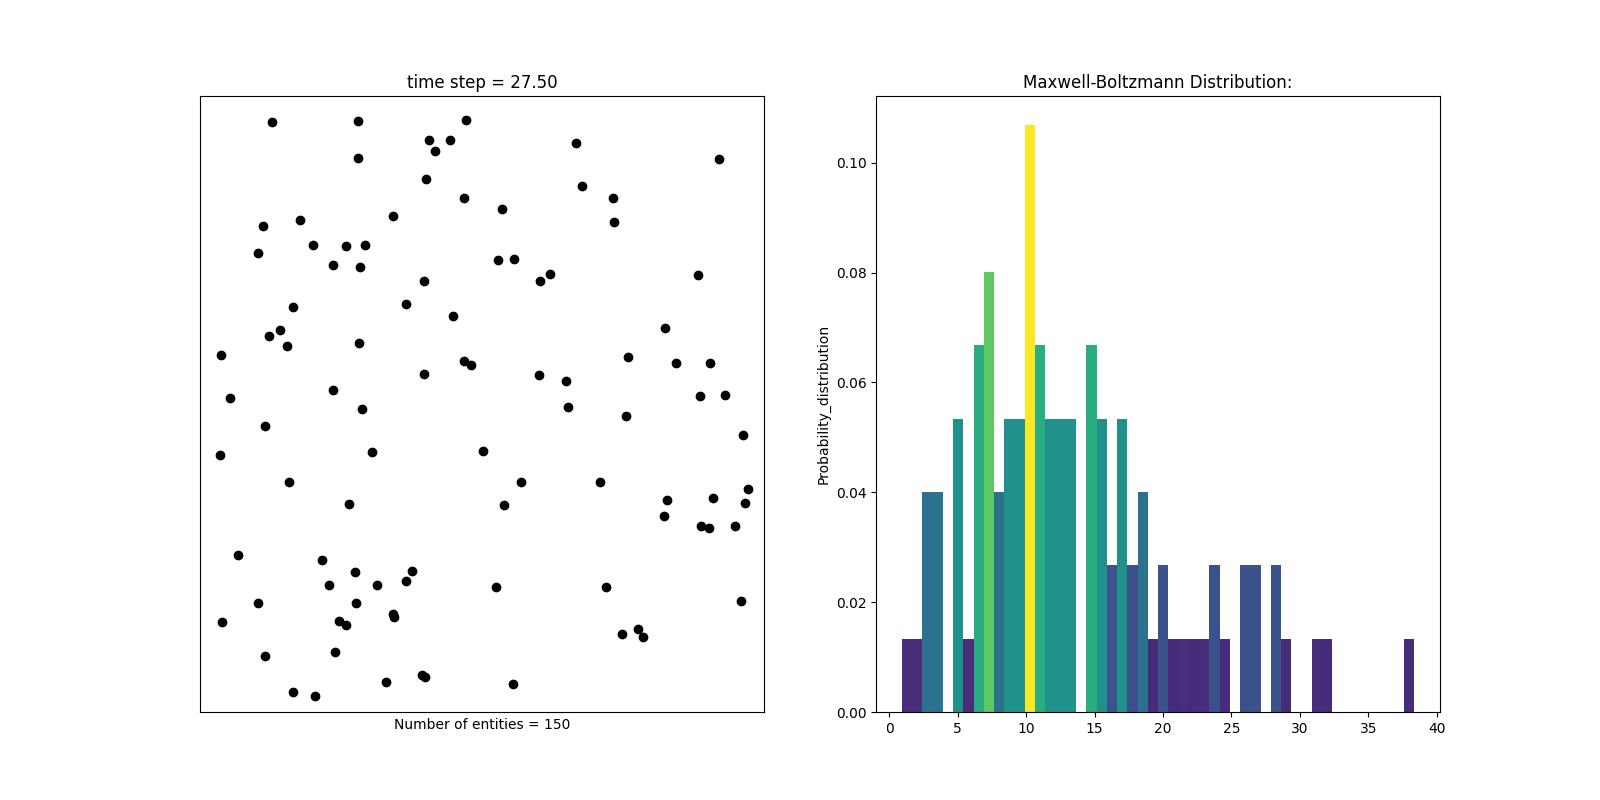 time step = 27.50
Number of entities = 150
Maxwell-Boltzmann Distribution:
Probability_distribution
0.10
0.08
0.06
0.04
0.02
0.00
0 5 10 15 20 25 30 35 40